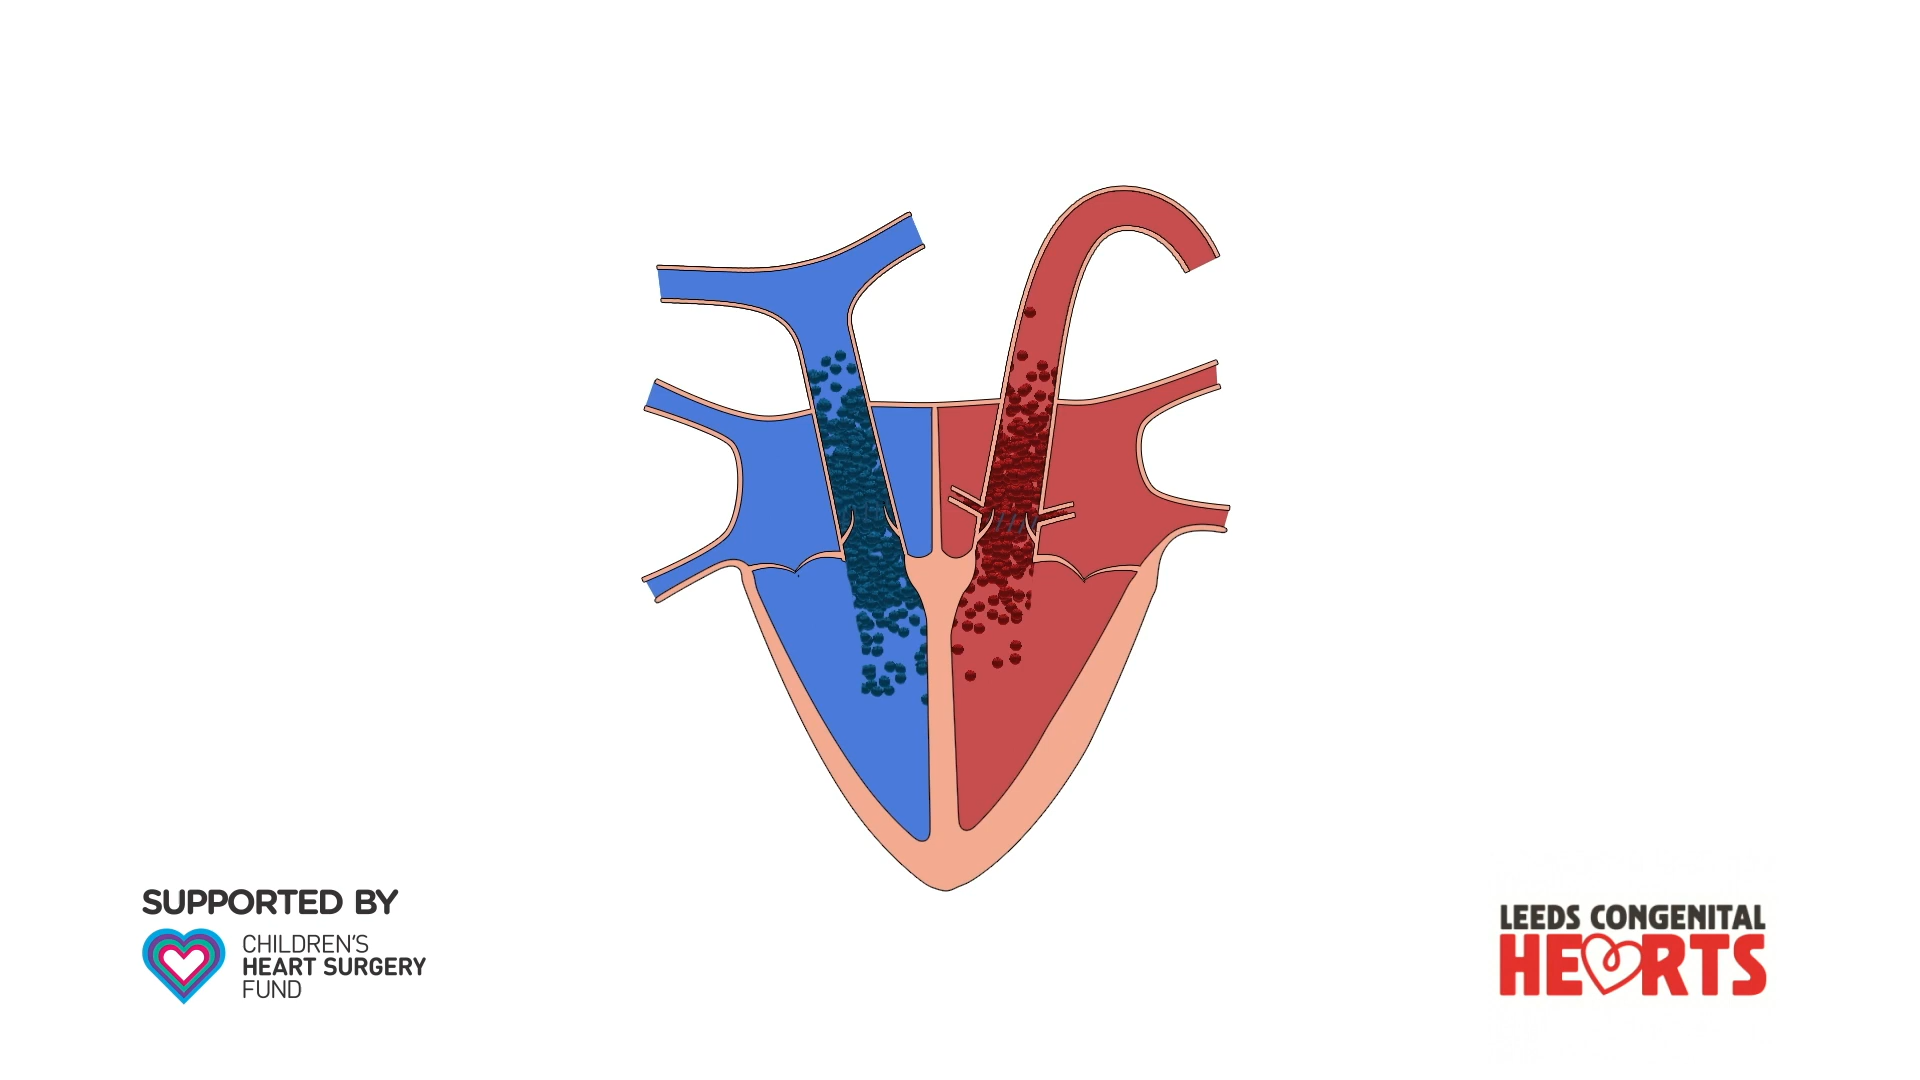 SUPPORTED BY
CHILDREN'S
HEART SURGERY
FUND
LEEDS CONGENITAL
HEARTS